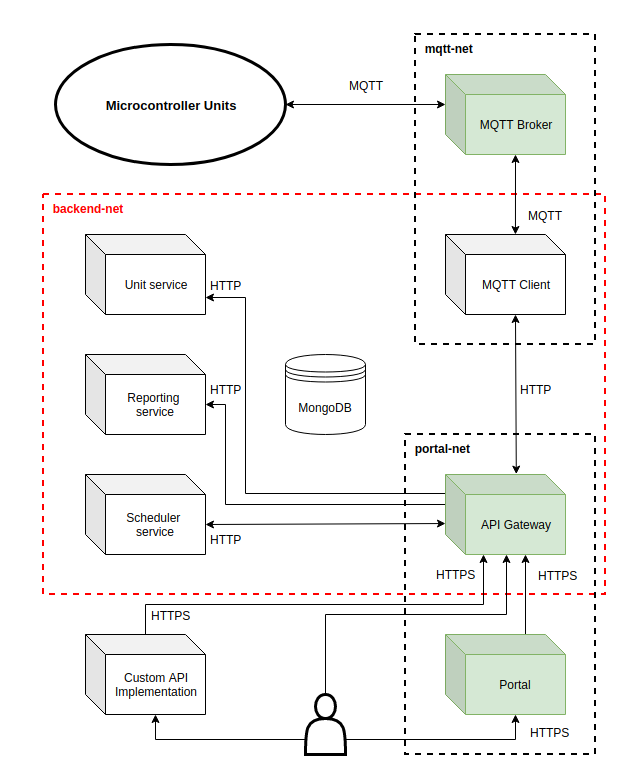 mqtt-net
MQTT
Microcontroller Units
MQTT Broker
backend-net
MQTT
Unit service
HTTP
MQTT Client
Reporting
service
HTTP
MongoDB
HTTP
portal-net
Scheduler
service
HTTP
API Gateway
HTTPS
HTTPS
HTTPS
Custom API
Implementation
Portal
HTTPS